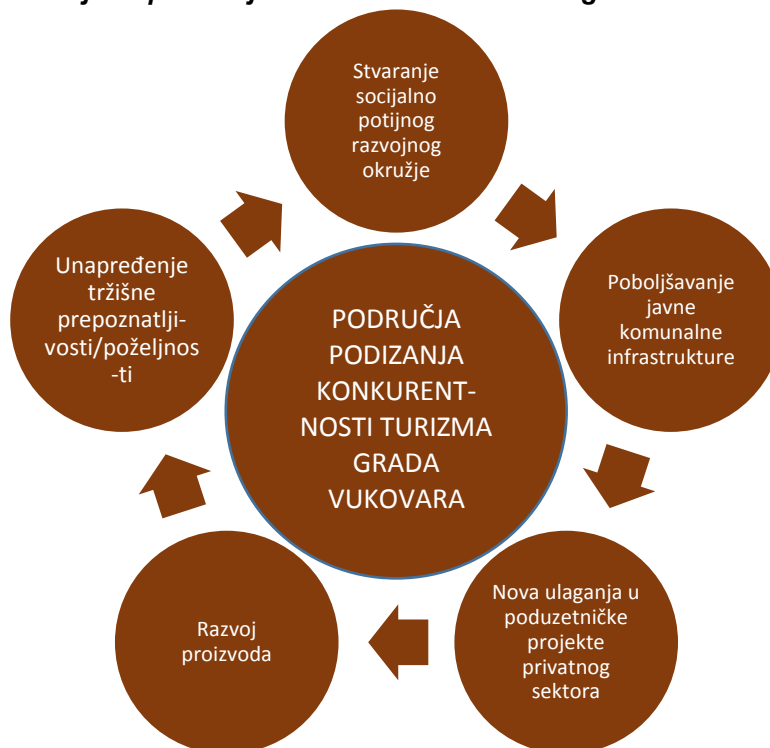 Stvaranje
socijalno
potijnog
razvojnog
okružje
Unapređenje
tržišne
prepoznatlji-
vosti/poželjnos
-ti
Poboljšavanje
javne
komunalne
infrastrukture
PODRUČJA
PODIZANJA
KONKURENT-
NOSTI TURIZMA
GRADA
VUKOVARA
Razvoj
proizvoda
Nova ulaganja u
poduzetničke
projekte
privatnog
sektora